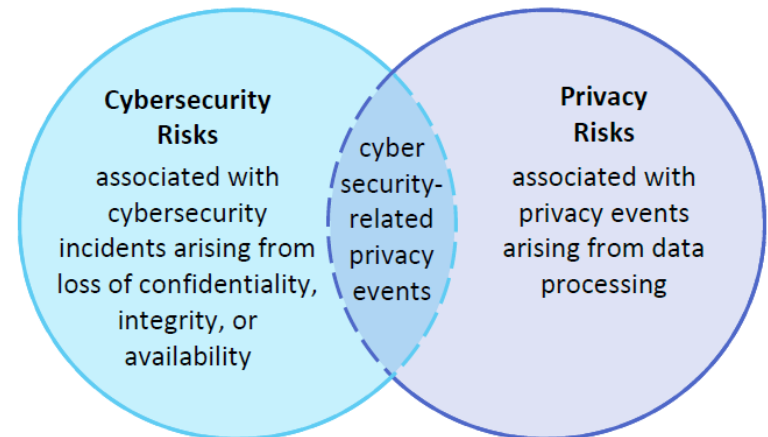 Cybersecurity
Risks
associated with
cybersecurity
incidents arising from
loss of confidentiality,
integrity, or
availability
cyber
security-
related
privacy
events
Privacy
Risks
associated with
privacy events
arising from data
processing